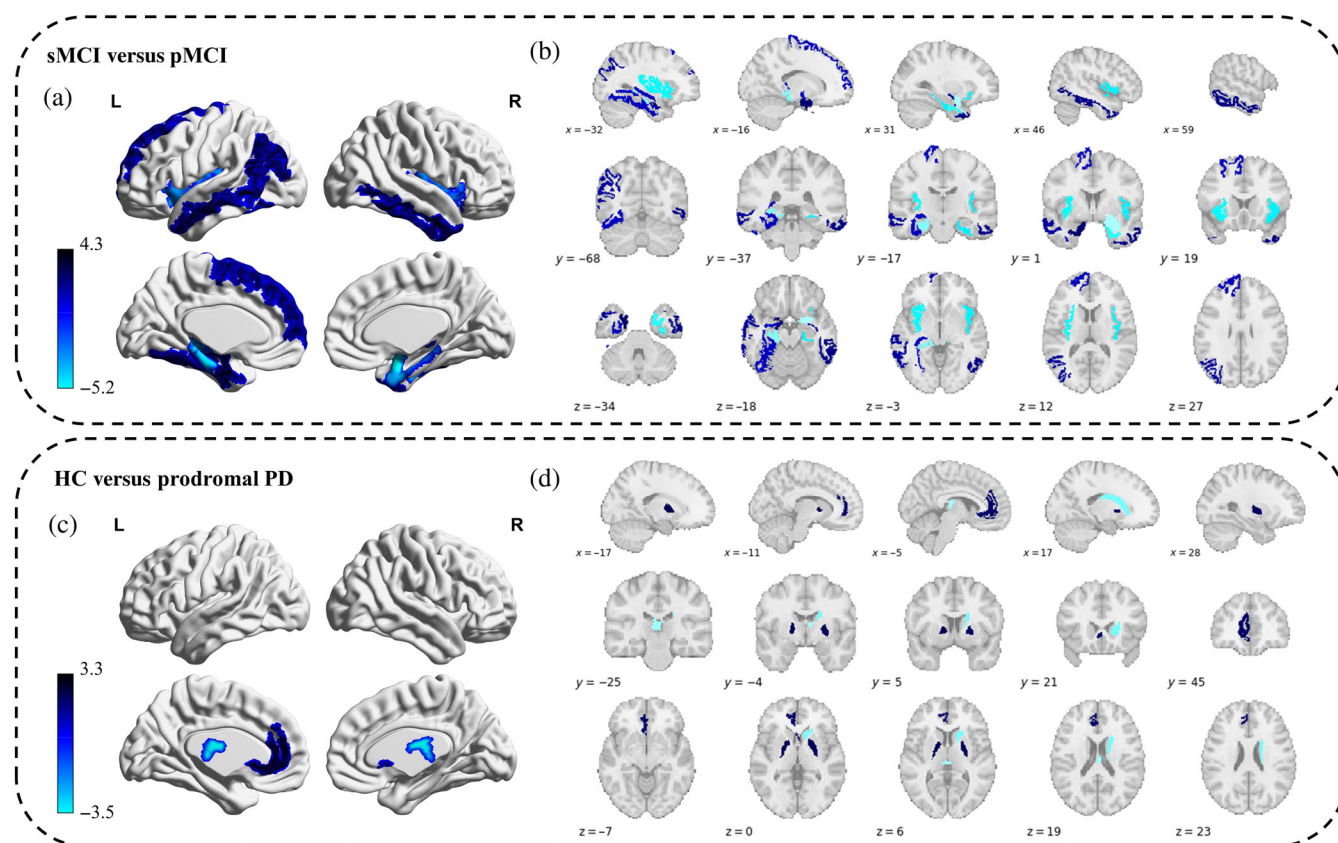 sMCI versus pMCI
(a)
L
R
4.3
−5.2
(b)
x = −32
x = −16
x = 31
x = 46
x = 59
y = −68
y = −37
y = −17
y = 1
y = 19
z = −34
z = −18
z = −3
z = 12
z = 27
HC versus prodromal PD
(c)
L
R
3.3
−3.5
(d)
x = −17
x = −11
x = −5
x = 17
x = 28
y = −25
y = −4
y = 5
y = 21
y = 45
z = −7
z = 0
z = 6
z = 19
z = 23